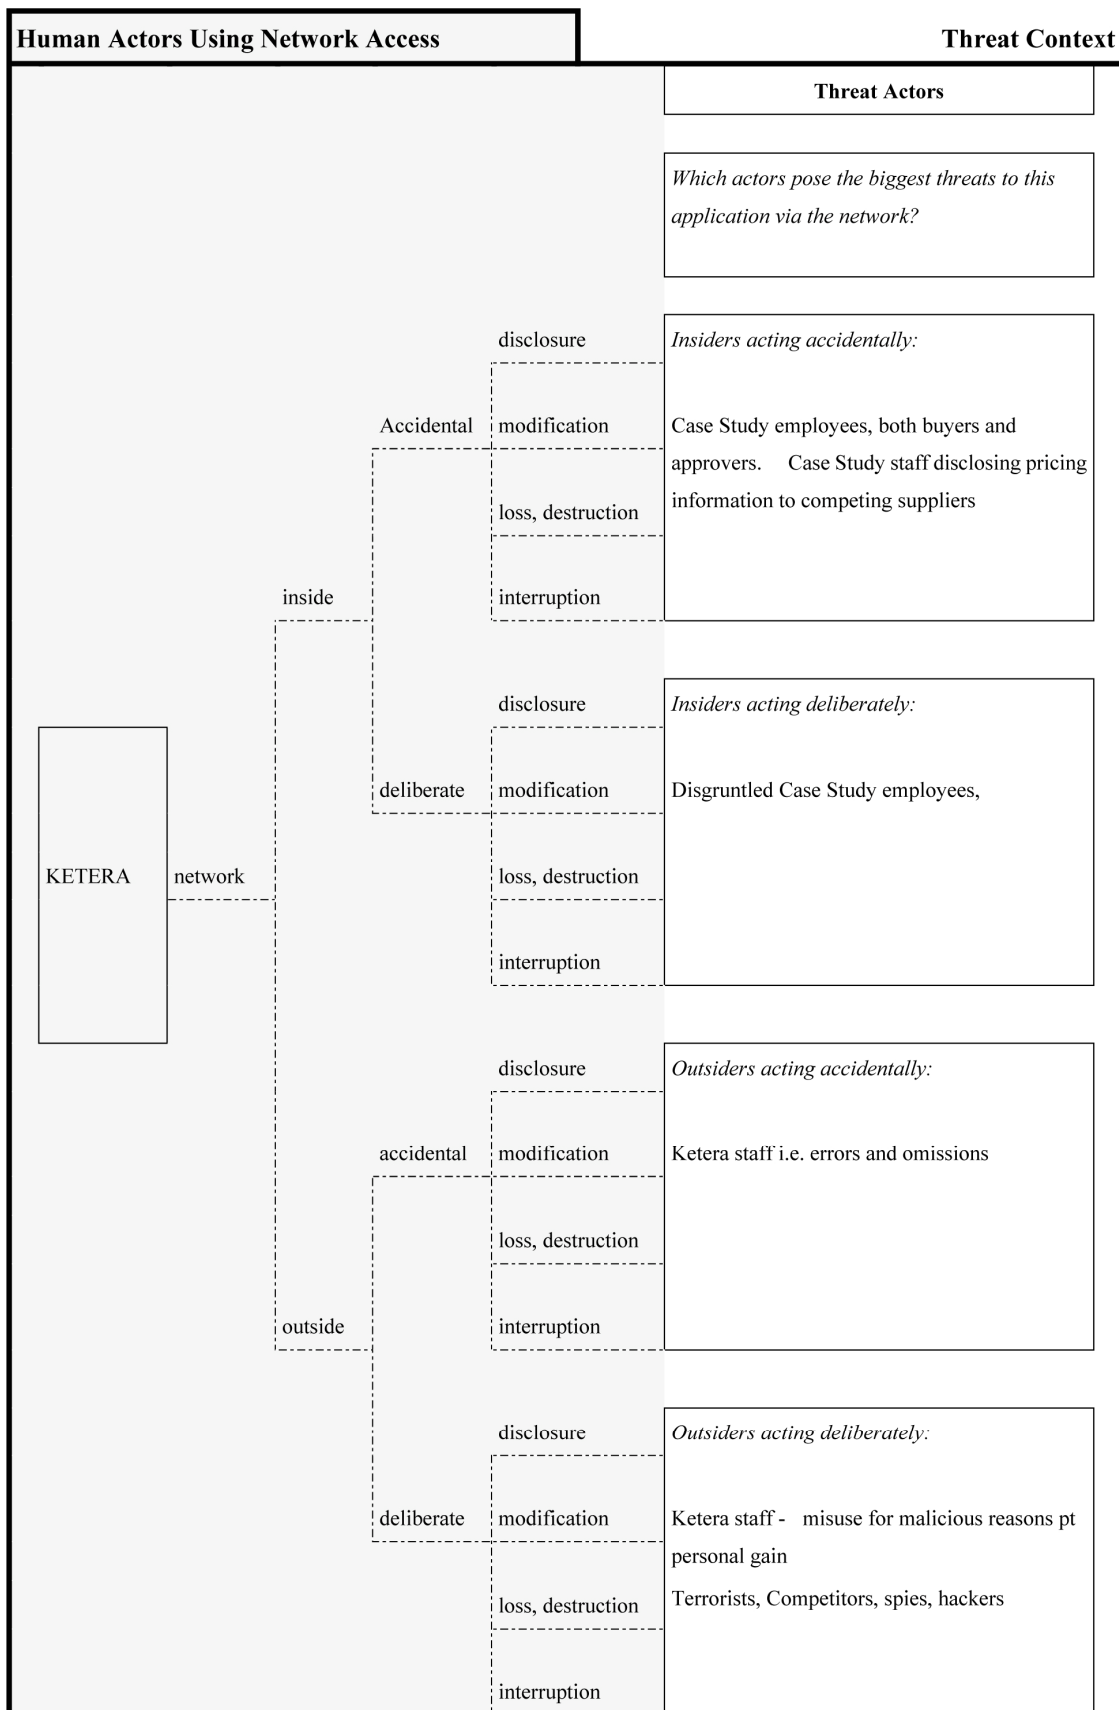 Human Actors Using Network Access
Threat Context
Threat Actors
Which actors pose the biggest threats to this
application via the network?
disclosure
Insiders acting accidentally:
Accidental
modification
Case Study employees, both buyers and
approvers. Case Study staff disclosing pricing
information to competing suppliers
loss, destruction
inside
interruption
disclosure
Insiders acting deliberately:
deliberate
modification
Disgruntled Case Study employees,
KETERA
network
loss, destruction
interruption
disclosure
Outsiders acting accidentally:
accidental
modification
Ketera staff i.e. errors and omissions
loss, destruction
outside
interruption
disclosure
Outsiders acting deliberately:
deliberate
modification
Ketera staff - misuse for malicious reasons pt
personal gain
loss, destruction
Terrorists, Competitors, spies, hackers
interruption